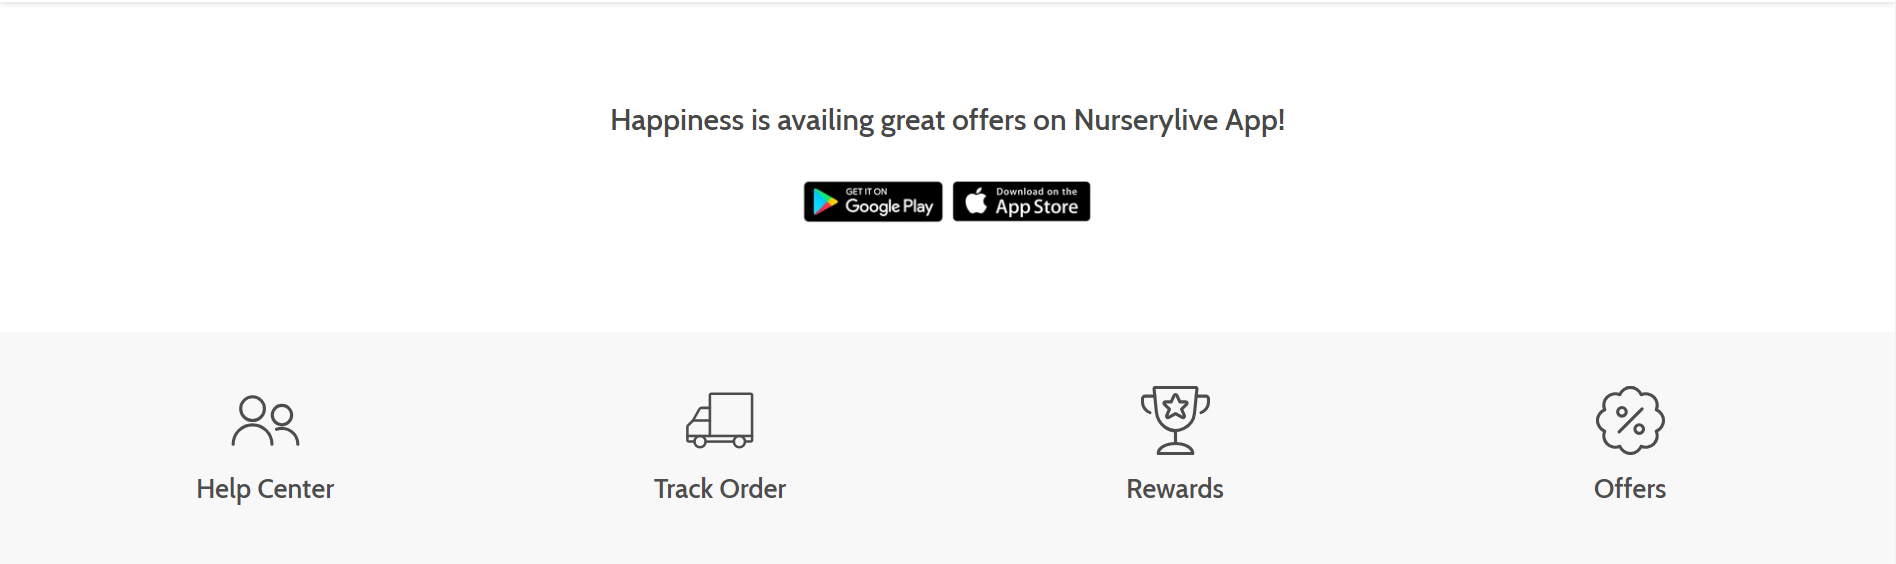 Happiness is availing great offers on Nurserylive App!
GET IT ON
Google Play
Download on the
App Store
Help Center
Track Order
Rewards
Offers